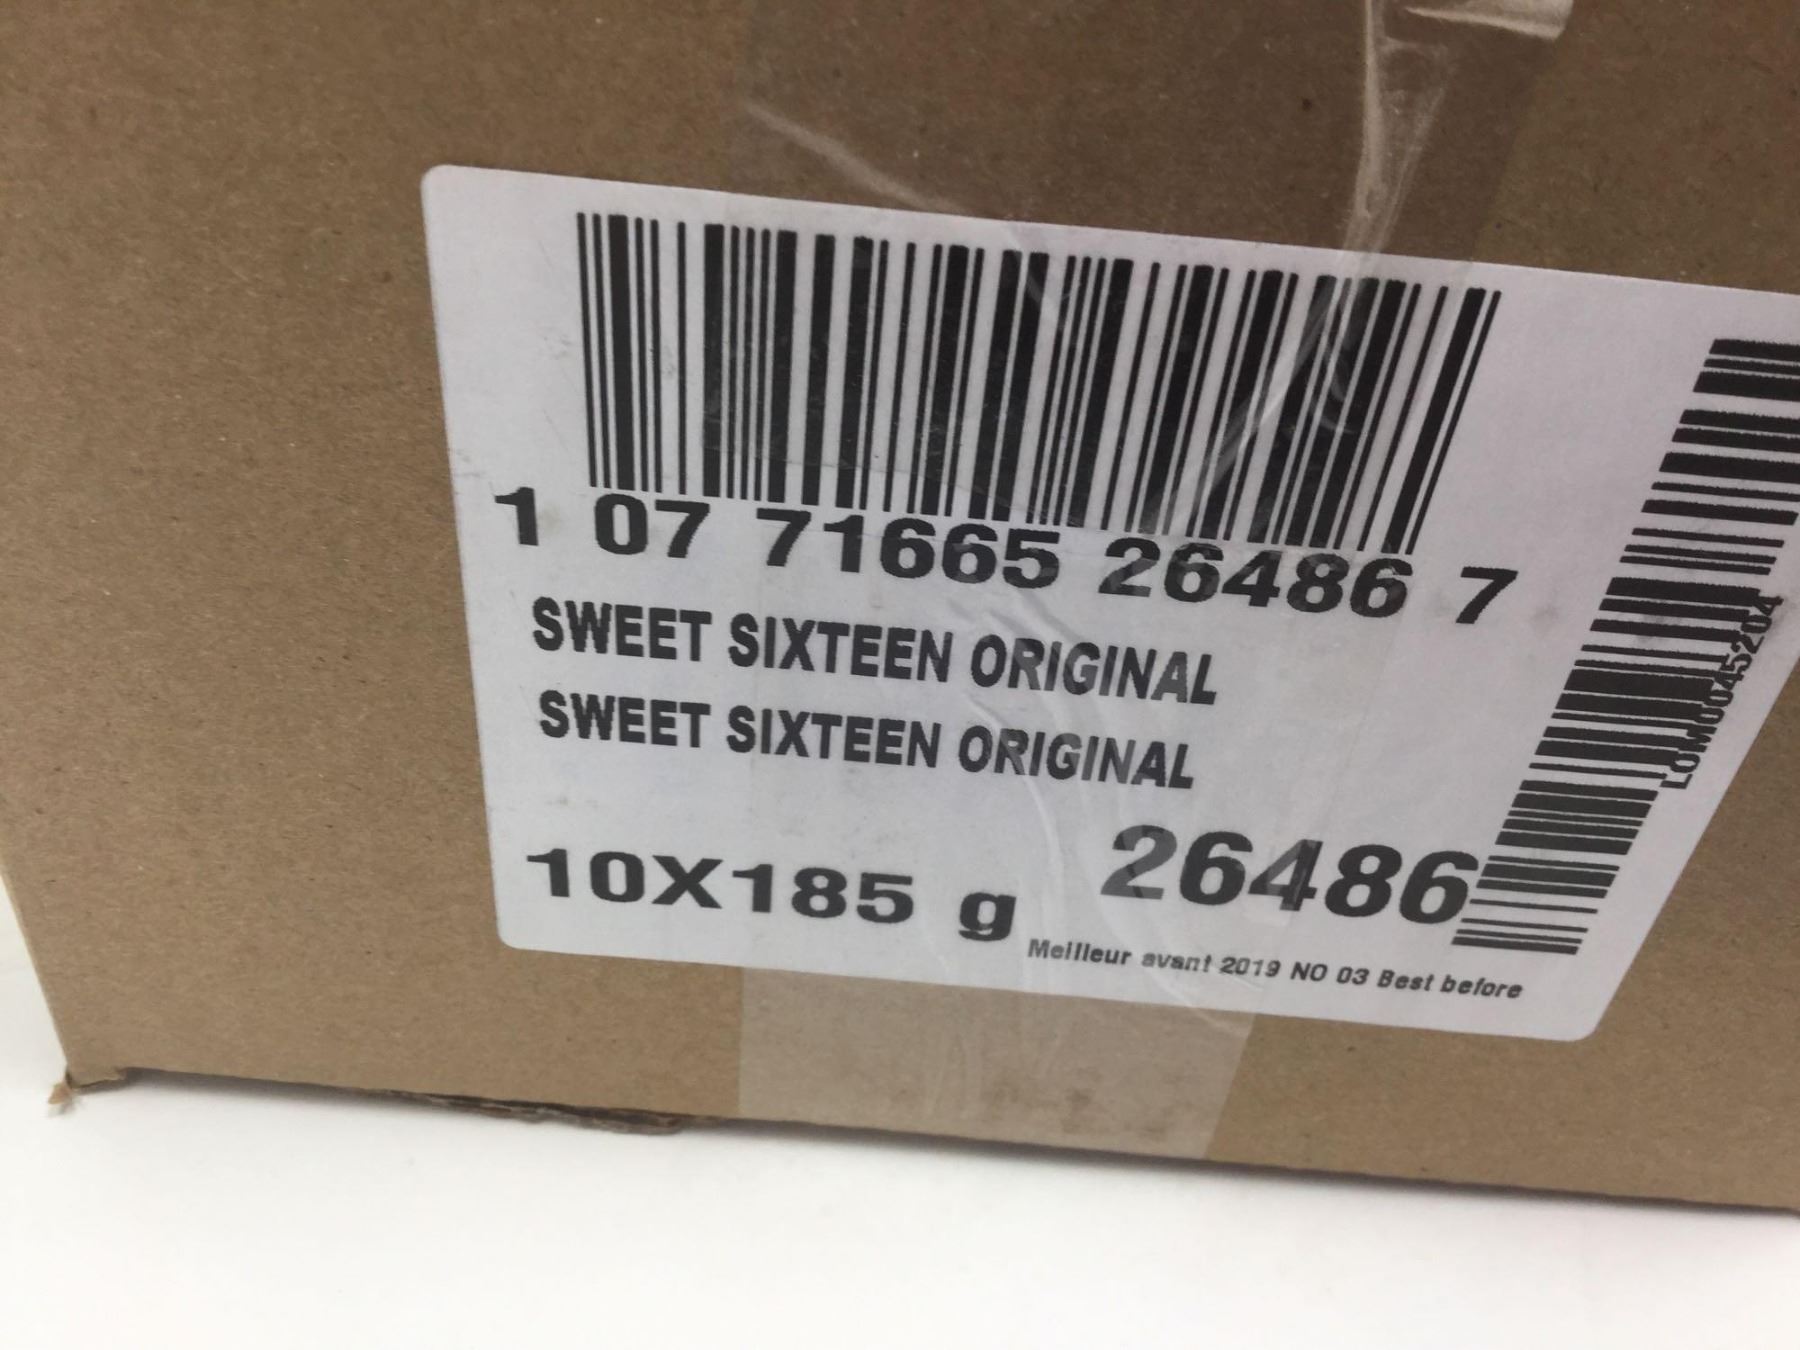 1 07 71665 26486 7
SWEET SIXTEEN ORIGINAL
SWEET SIXTEEN ORIGINAL
10X185 g 26486
Meilleur avant 2019 NO 03 Best before
LOM0045204